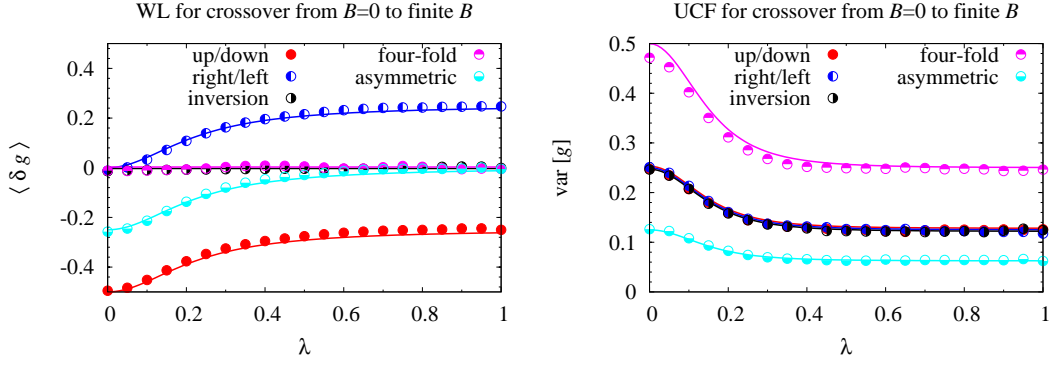 WL for crossover from B=0 to finite B
0.4
0.2
0
-0.2
-0.4
⟨ δ g ⟩
up/down
right/left
inversion
four-fold
asymmetric
0 0.2 0.4 0.6 0.8 1
λ
UCF for crossover from B=0 to finite B
0.5
0.4
0.3
0.2
0.1
0
var [g]
up/down
right/left
inversion
four-fold
asymmetric
0 0.2 0.4 0.6 0.8 1
λ